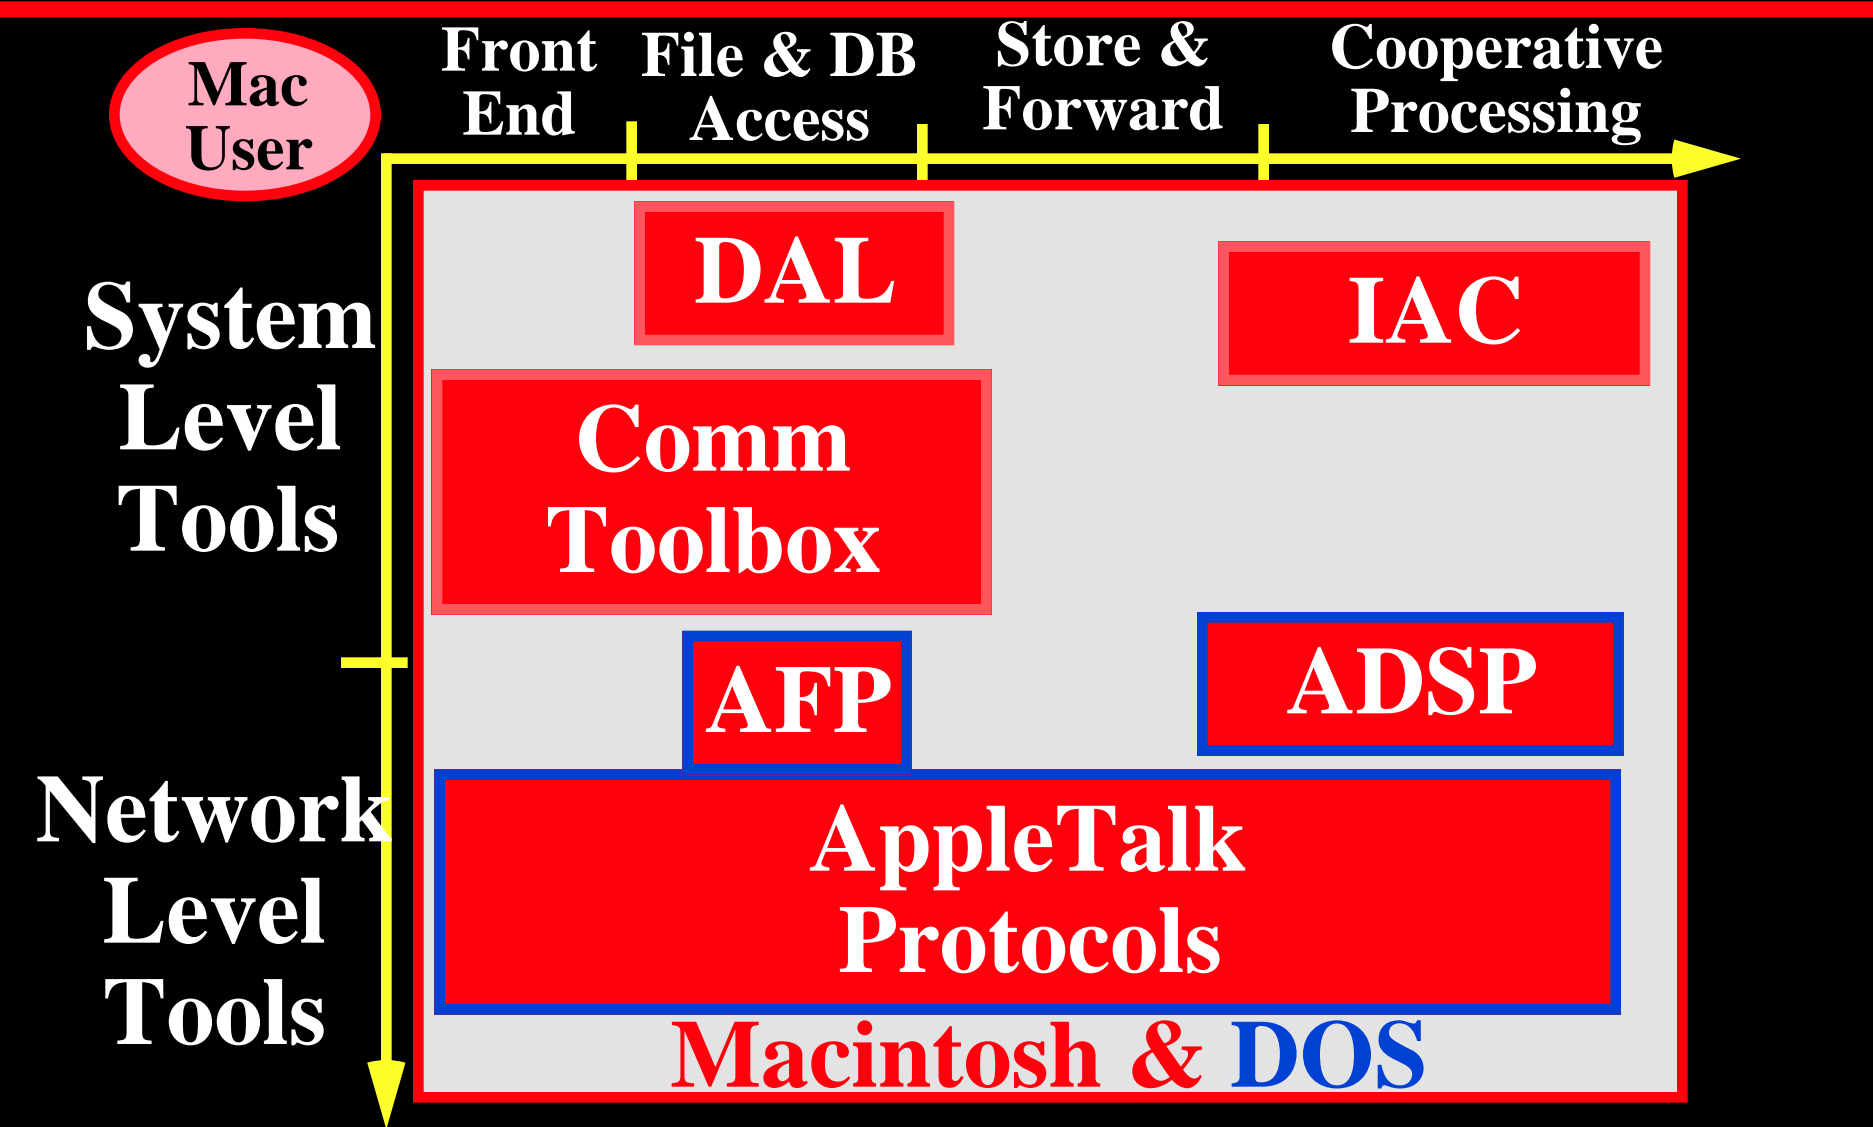 Mac
User
Front
End
File & DB
Access
Store &
Forward
Cooperative
Processing
System
Level
Tools
Network
Level
Tools
DAL
IAC
Comm
Toolbox
AFP
ADSP
AppleTalk
Protocols
Macintosh & DOS